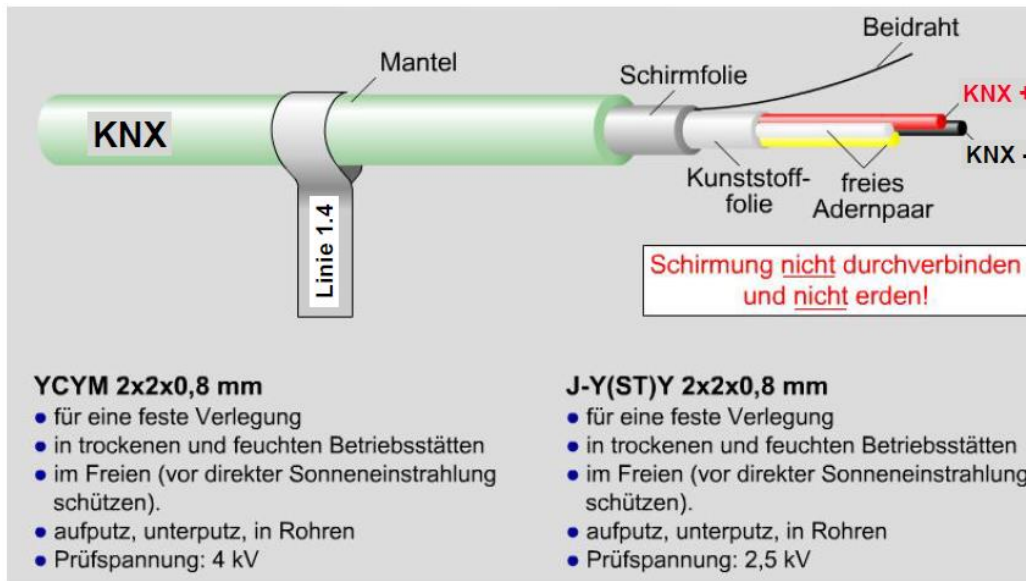 Beidraht
Mantel
Schirmfolie
KNX +
KNX
KNX -
Kunststoff-
folie
freies
Adernpaar
Linie 1.4
Schirmung nicht durchverbinden
und nicht erden!
YCYM 2x2x0,8 mm
• für eine feste Verlegung
• in trockenen und feuchten Betriebsstätten
• im Freien (vor direkter Sonneneinstrahlung
schützen).
• aufputz, unterputz, in Rohren
• Prüfspannung: 4 kV
J-Y(ST)Y 2x2x0,8 mm
• für eine feste Verlegung
• in trockenen und feuchten Betriebsstätten
• im Freien (vor direkter Sonneneinstrahlung
schützen).
• aufputz, unterputz, in Rohren
• Prüfspannung: 2,5 kV